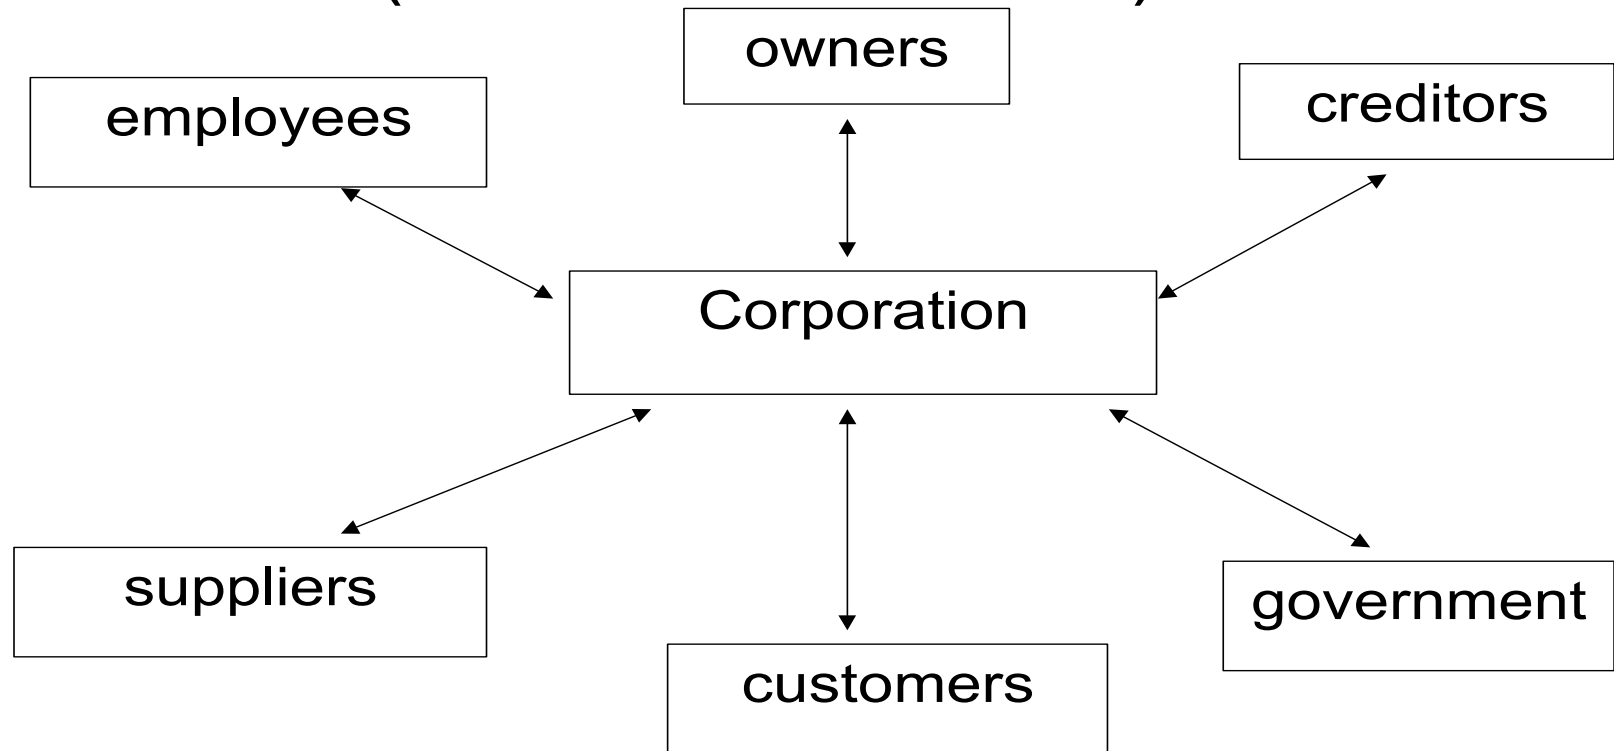 owners
employees
creditors
Corporation
suppliers
government
customers